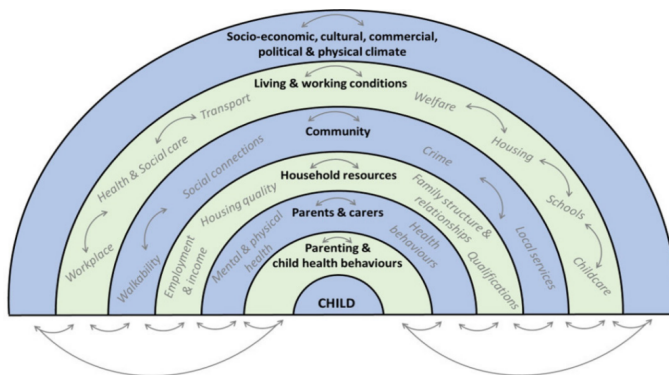 Socio-economic, cultural, commercial,
political & physical climate
Living & working conditions
Transport
Welfare
Health & Social care
Housing
Workplace
Schools
Childcare
Community
Social connections
Crime
Walkability
Local services
Household resources
Housing quality
Family structure &
relationships
Employment
& income
Qualifications
Parents & carers
Mental & physical
health
Health
behaviours
Parenting &
child health behaviours
CHILD